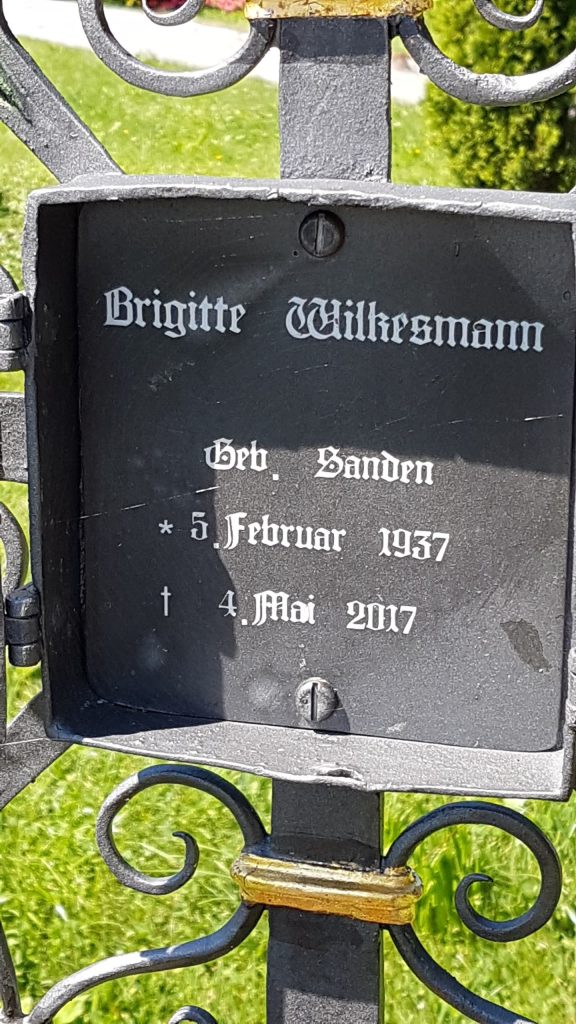 Brigitte Wilkesmann
Geb. Sanden
* 5. Februar 1937
† 4. Mai 2017